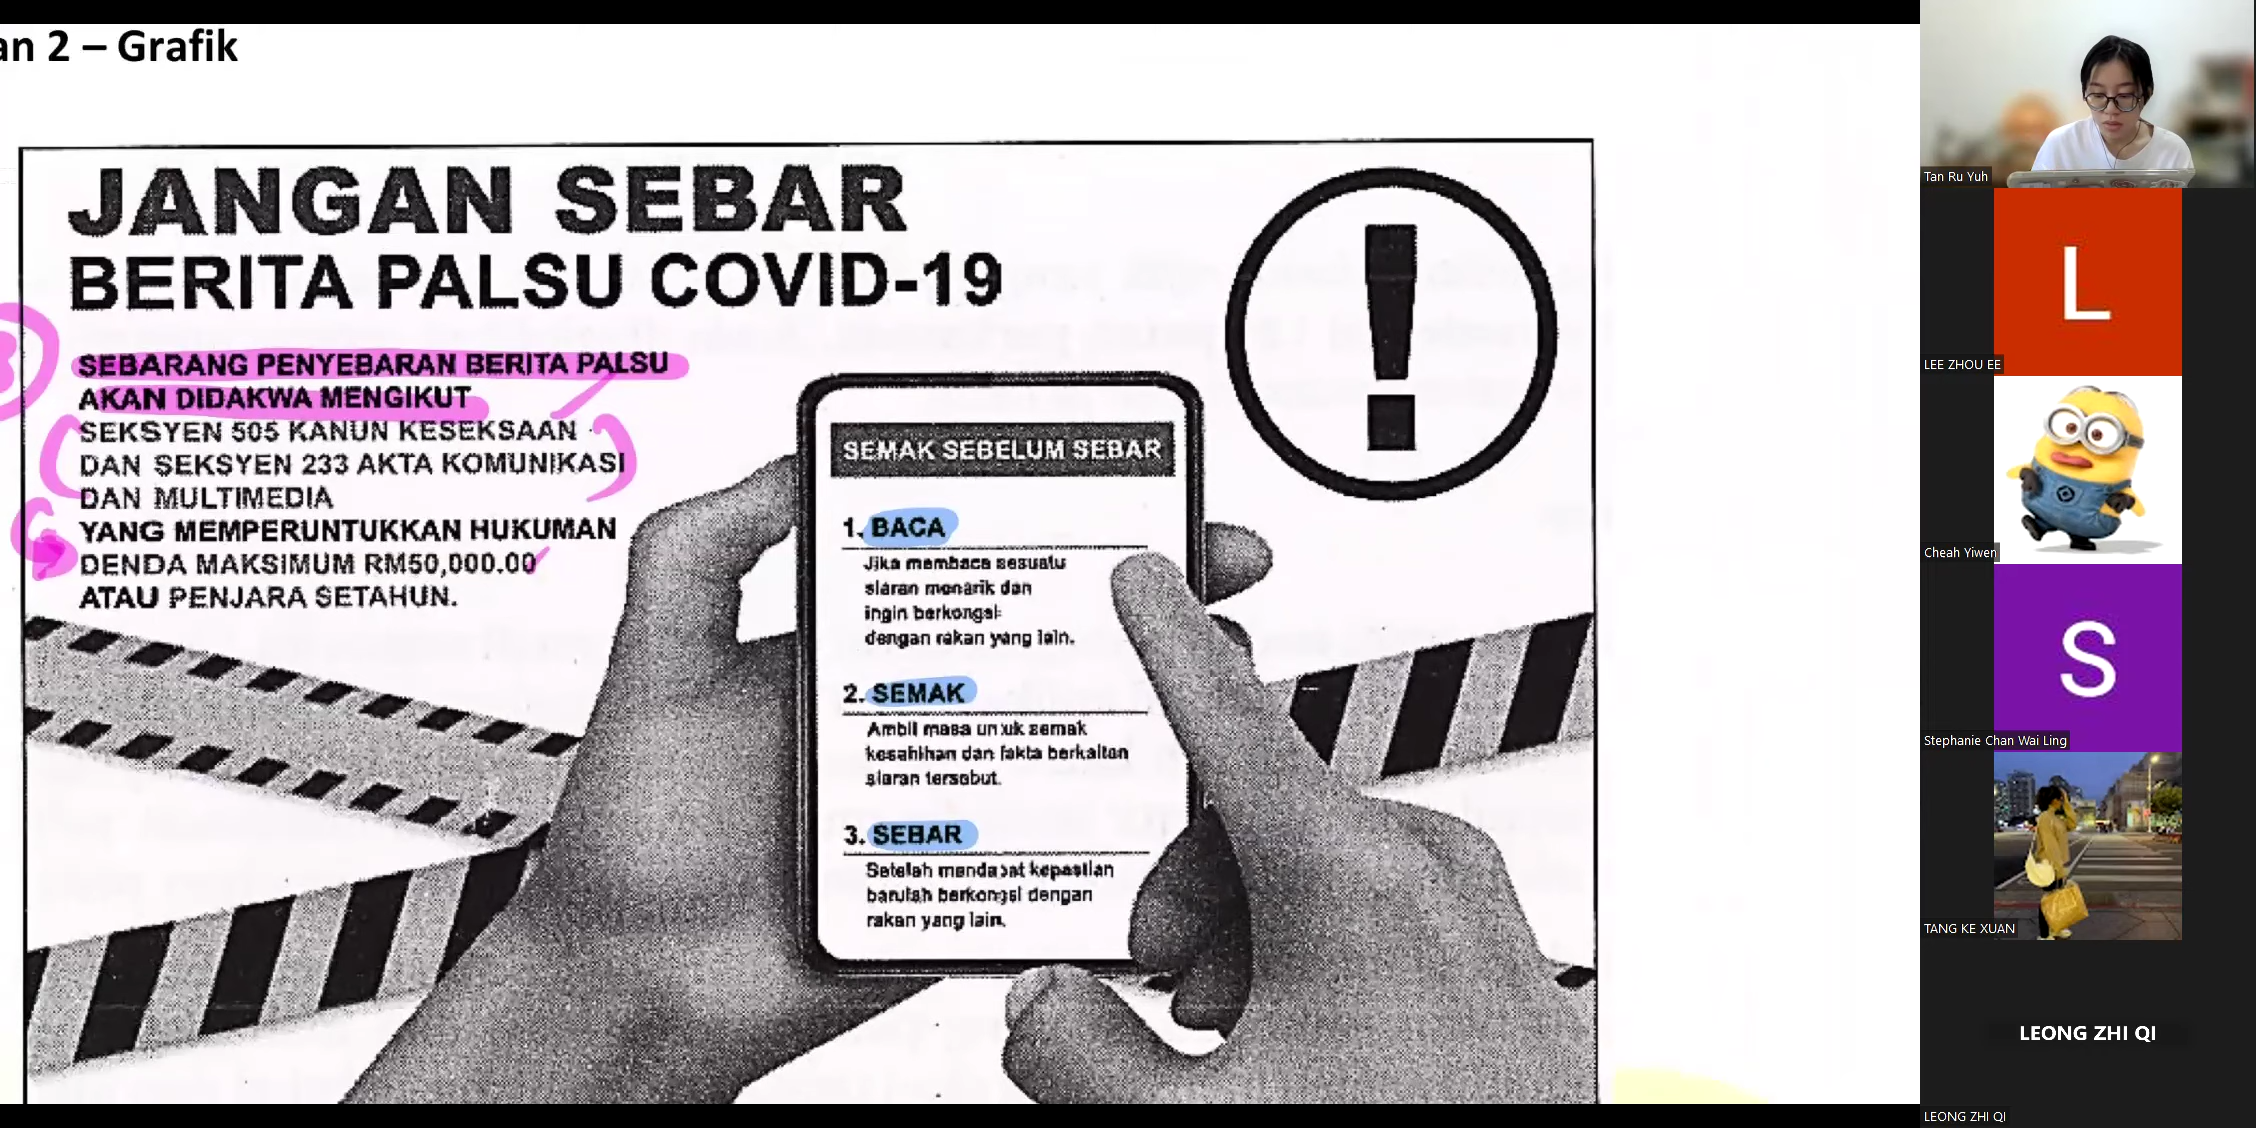 an 2 – Grafik
JANGAN SEBAR
BERITA PALSU COVID-19
SEBARANG PENYEBARAN BERITA PALSU
AKAN DIDAKWA MENGIKUT
SEKSYEN 505 KANUN KESEKSAAN
DAN SEKSYEN 233 AKTA KOMUNIKASI
DAN MULTIMEDIA
YANG MEMPERUNTUKKAN HUKUMAN
DENDA MAKSIMUM RM50,000.00
ATAU PENJARA SETAHUN.
SEMAK SEBELUM SEBAR
1. BACA
Jika membaca sesuatu
siaran menarik dan
ingin berkongsi
dengan rakan yang lain.
2. SEMAK
Ambil masa untuk semak
kesahihan dan fakta berkaitan
siaran tersebut.
3. SEBAR
Setelah mendapat kepastian
barulah berkongsi dengan
rakan yang lain.
Tan Ru Yuh
L
LEE ZHOU EE
Cheah Yiwen
S
Stephanie Chan Wai Ling
TANG KE XUAN
LEONG ZHI QI
LEONG ZHI QI